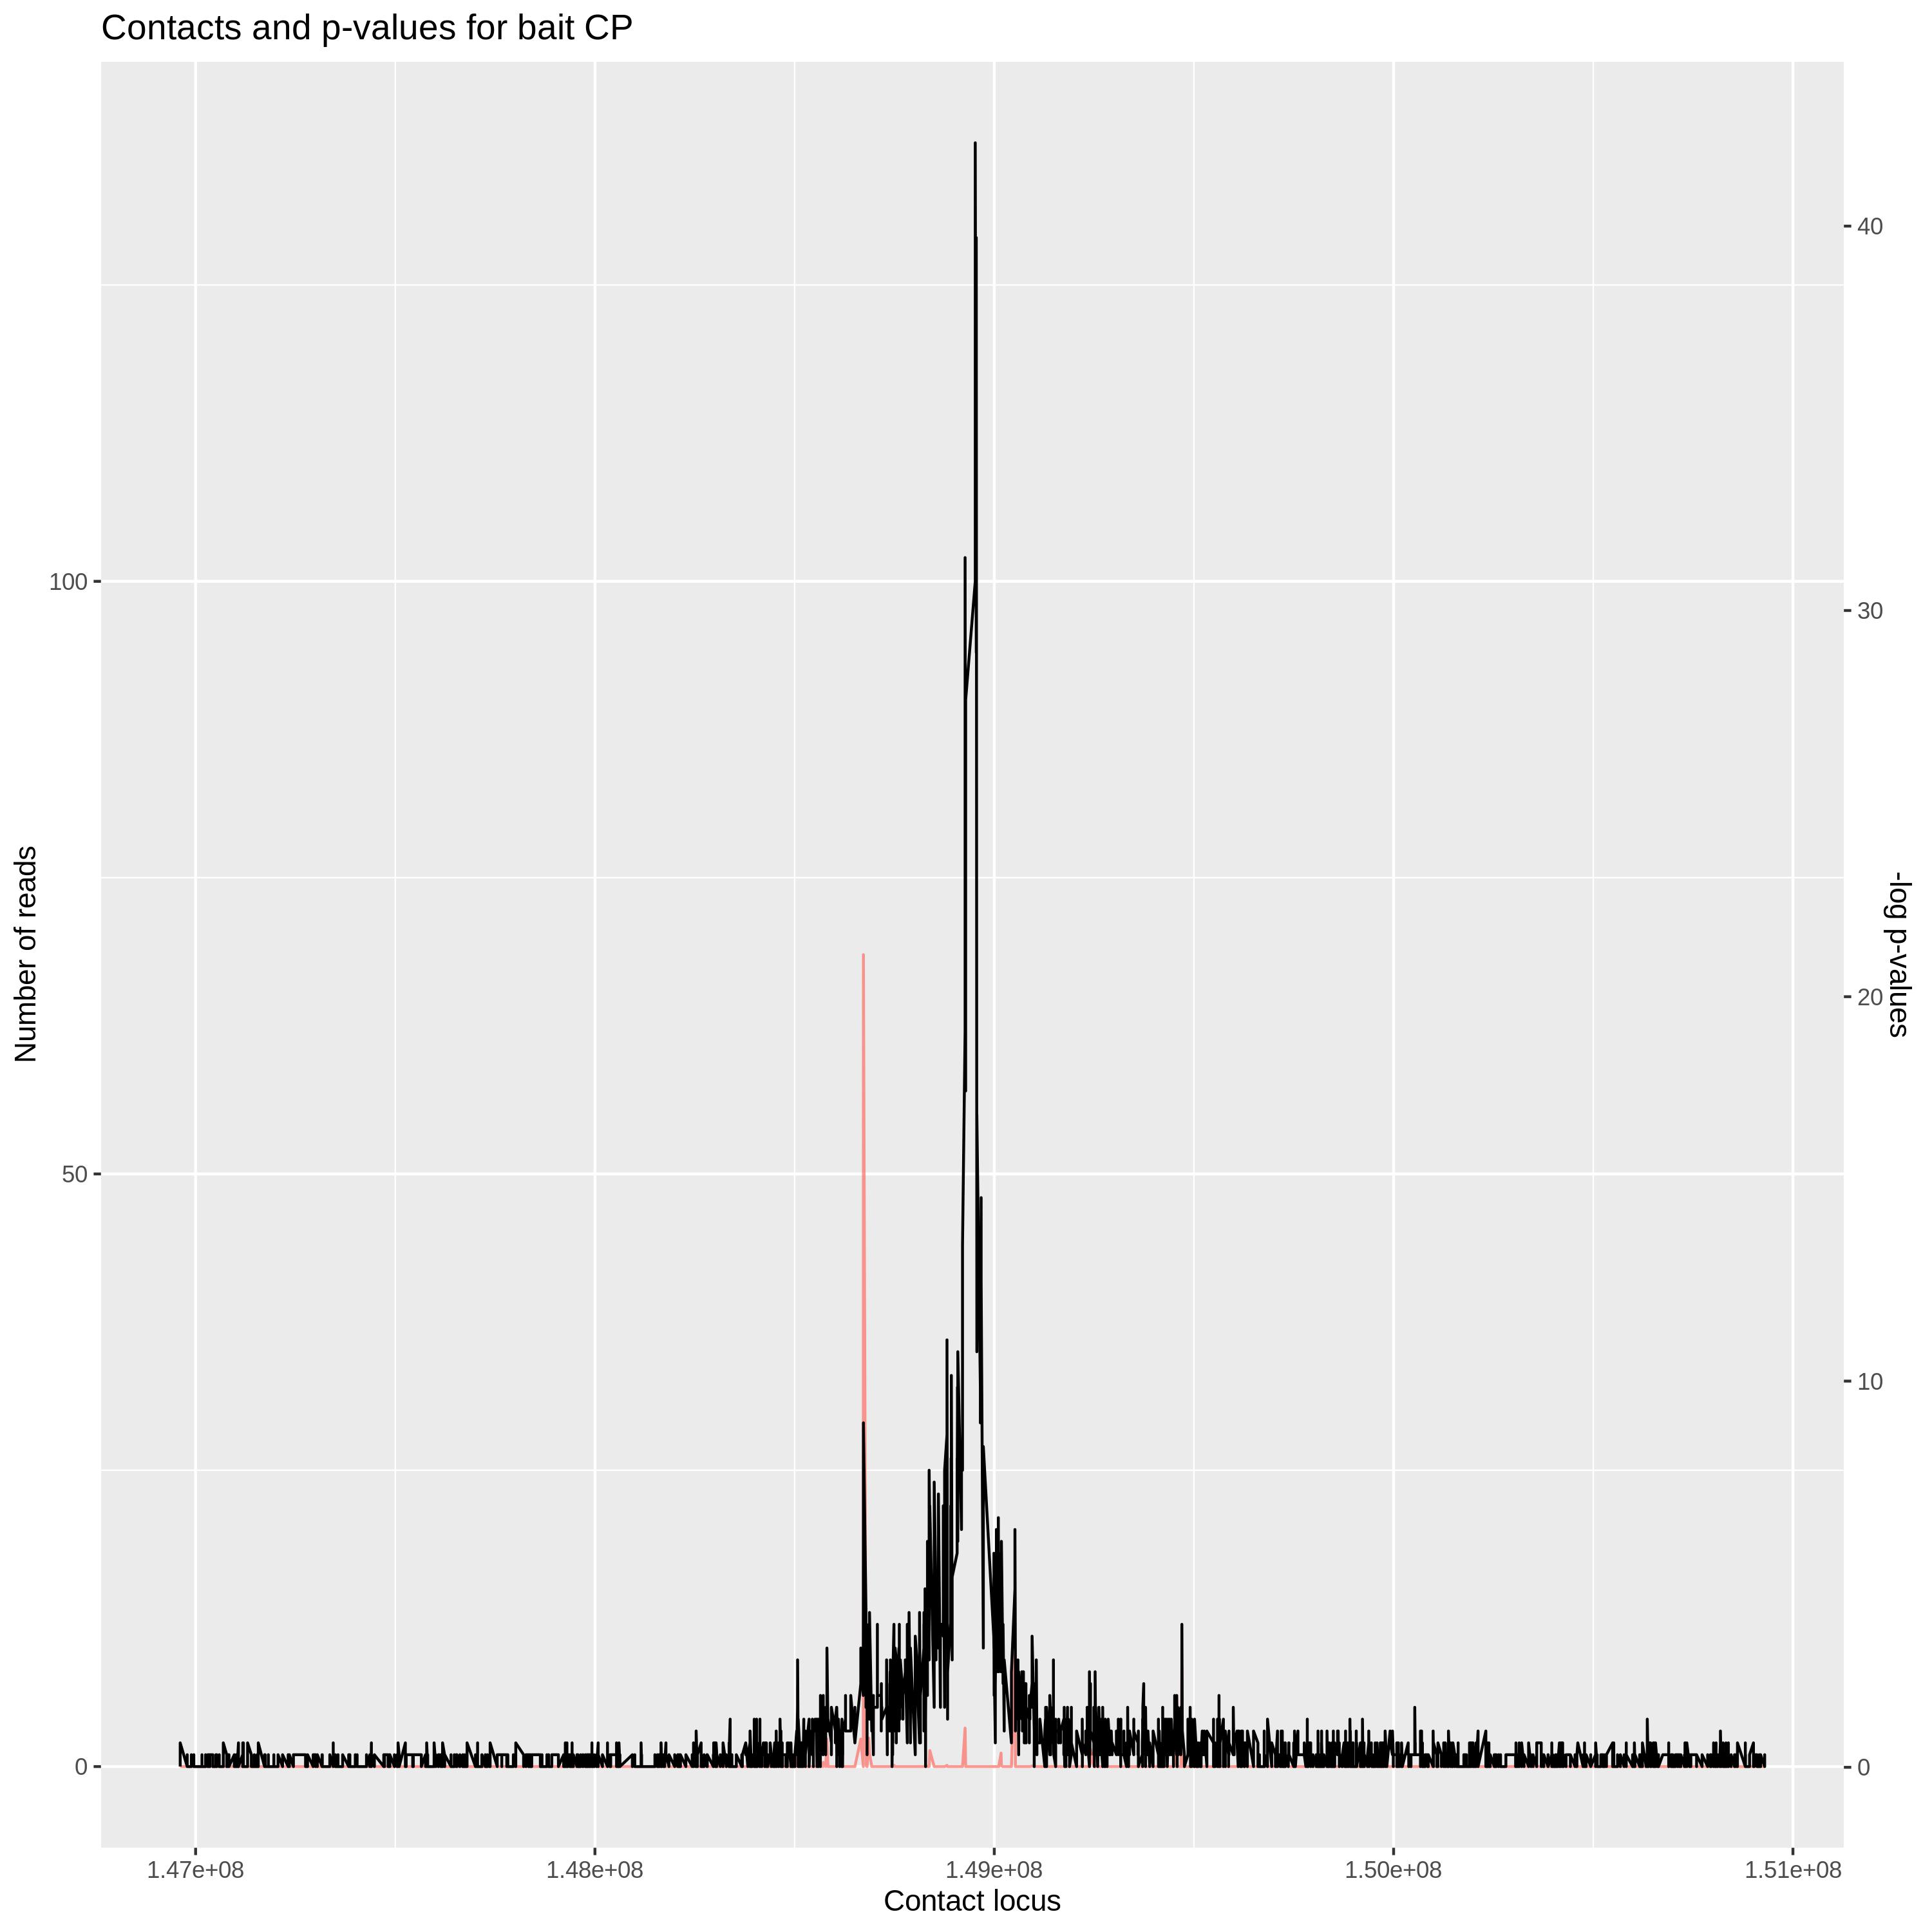 Contacts and p-values for bait CP
Number of reads
100
50
0
40
30
20
10
0
-log p-values
1.47e+08
1.48e+08
1.49e+08
1.50e+08
1.51e+08
Contact locus